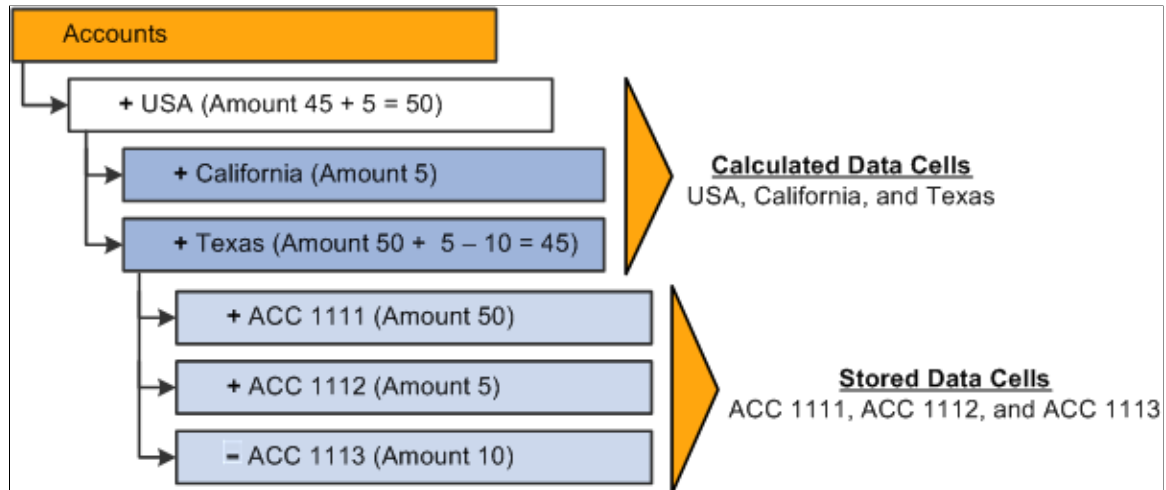 Accounts
+ USA (Amount 45 + 5 = 50)
+ California (Amount 5)
+ Texas (Amount 50 + 5 – 10 = 45)
+ ACC 1111 (Amount 50)
+ ACC 1112 (Amount 5)
- ACC 1113 (Amount 10)
Calculated Data Cells
USA, California, and Texas
Stored Data Cells
ACC 1111, ACC 1112, and ACC 1113